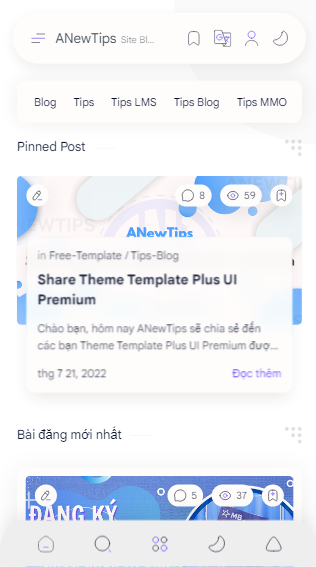 ANewTips Site Bl...
Blog Tips Tips LMS Tips Blog Tips MMO
Pinned Post
8 59
ANewTips
in Free-Template / Tips-Blog
Share Theme Template Plus UI
Premium
Chào bạn, hôm nay ANewTips sẽ chia sẻ đến
các bạn Theme Template Plus UI Premium đượ...
thg 7 21, 2022
Đọc thêm
Bài đăng mới nhất
5 37
ĐĂNG KÝ
MB